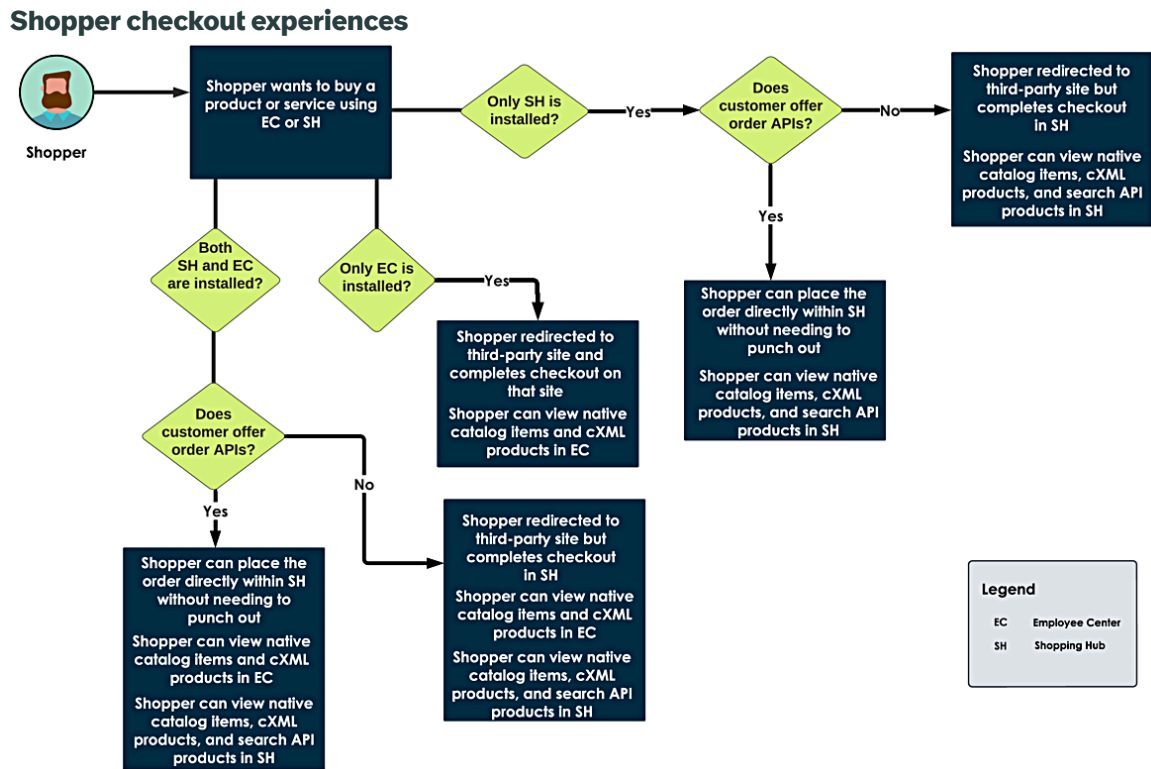 Shopper checkout experiences
Shopper
Shopper wants to buy a
product or service using
EC or SH
Only SH is
installed?
Yes
Does
customer offer
order APIs?
No
Shopper redirected to
third-party site but
completes checkout
in SH
Shopper can view native
catalog items, cXML
products, and search API
products in SH
Yes
Shopper can place the
order directly within SH
without needing to
punch out
Shopper can view native
catalog items, cXML
products, and search API
products in SH
Both
SH and EC
are installed?
Only EC is
installed?
Yes
Shopper redirected to
third-party site and
completes checkout on
that site
Shopper can view native
catalog items and cXML
products in EC
Does
customer offer
order APIs?
No
Shopper redirected to
third-party site but
completes checkout
in SH
Shopper can view native
catalog items and cXML
products in EC
Shopper can view native
catalog items, cXML
products, and search API
products in SH
Yes
Shopper can place the
order directly within SH
without needing to
punch out
Shopper can view native
catalog items and cXML
products in EC
Shopper can view native
catalog items, cXML
products, and search API
products in SH
Legend
EC Employee Center
SH Shopping Hub